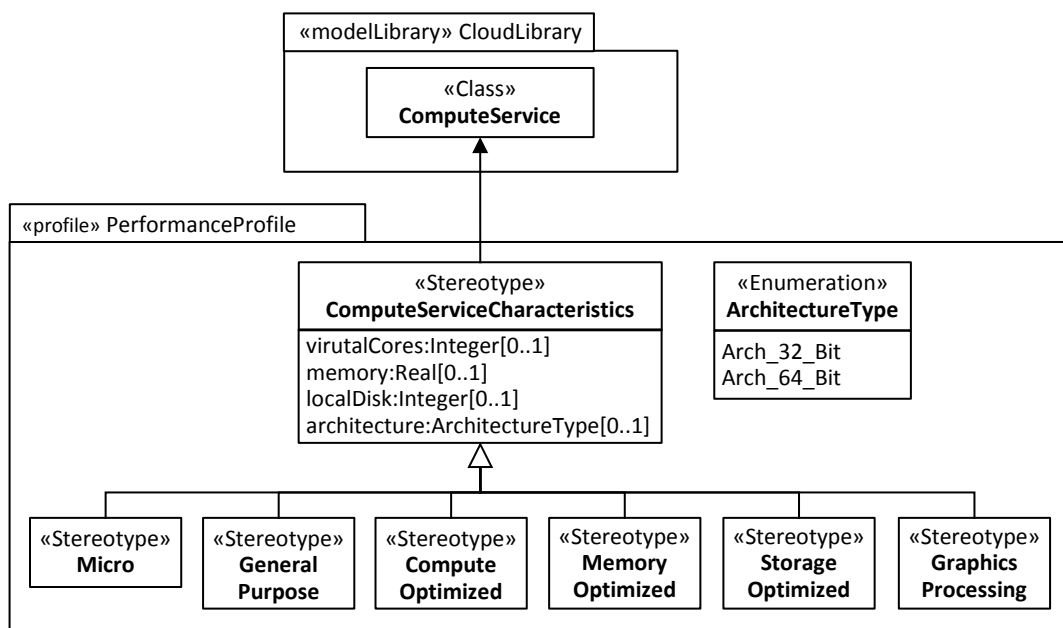 «modelLibrary» CloudLibrary
«Class»
ComputeService
«profile» PerformanceProfile
«Stereotype»
ComputeServiceCharacteristics
virutalCores:Integer[0..1]
memory:Real[0..1]
localDisk:Integer[0..1]
architecture:ArchitectureType[0..1]
«Enumeration»
ArchitectureType
Arch_32_Bit
Arch_64_Bit
«Stereotype»
Micro
«Stereotype»
General
Purpose
«Stereotype»
Compute
Optimized
«Stereotype»
Memory
Optimized
«Stereotype»
Storage
Optimized
«Stereotype»
Graphics
Processing